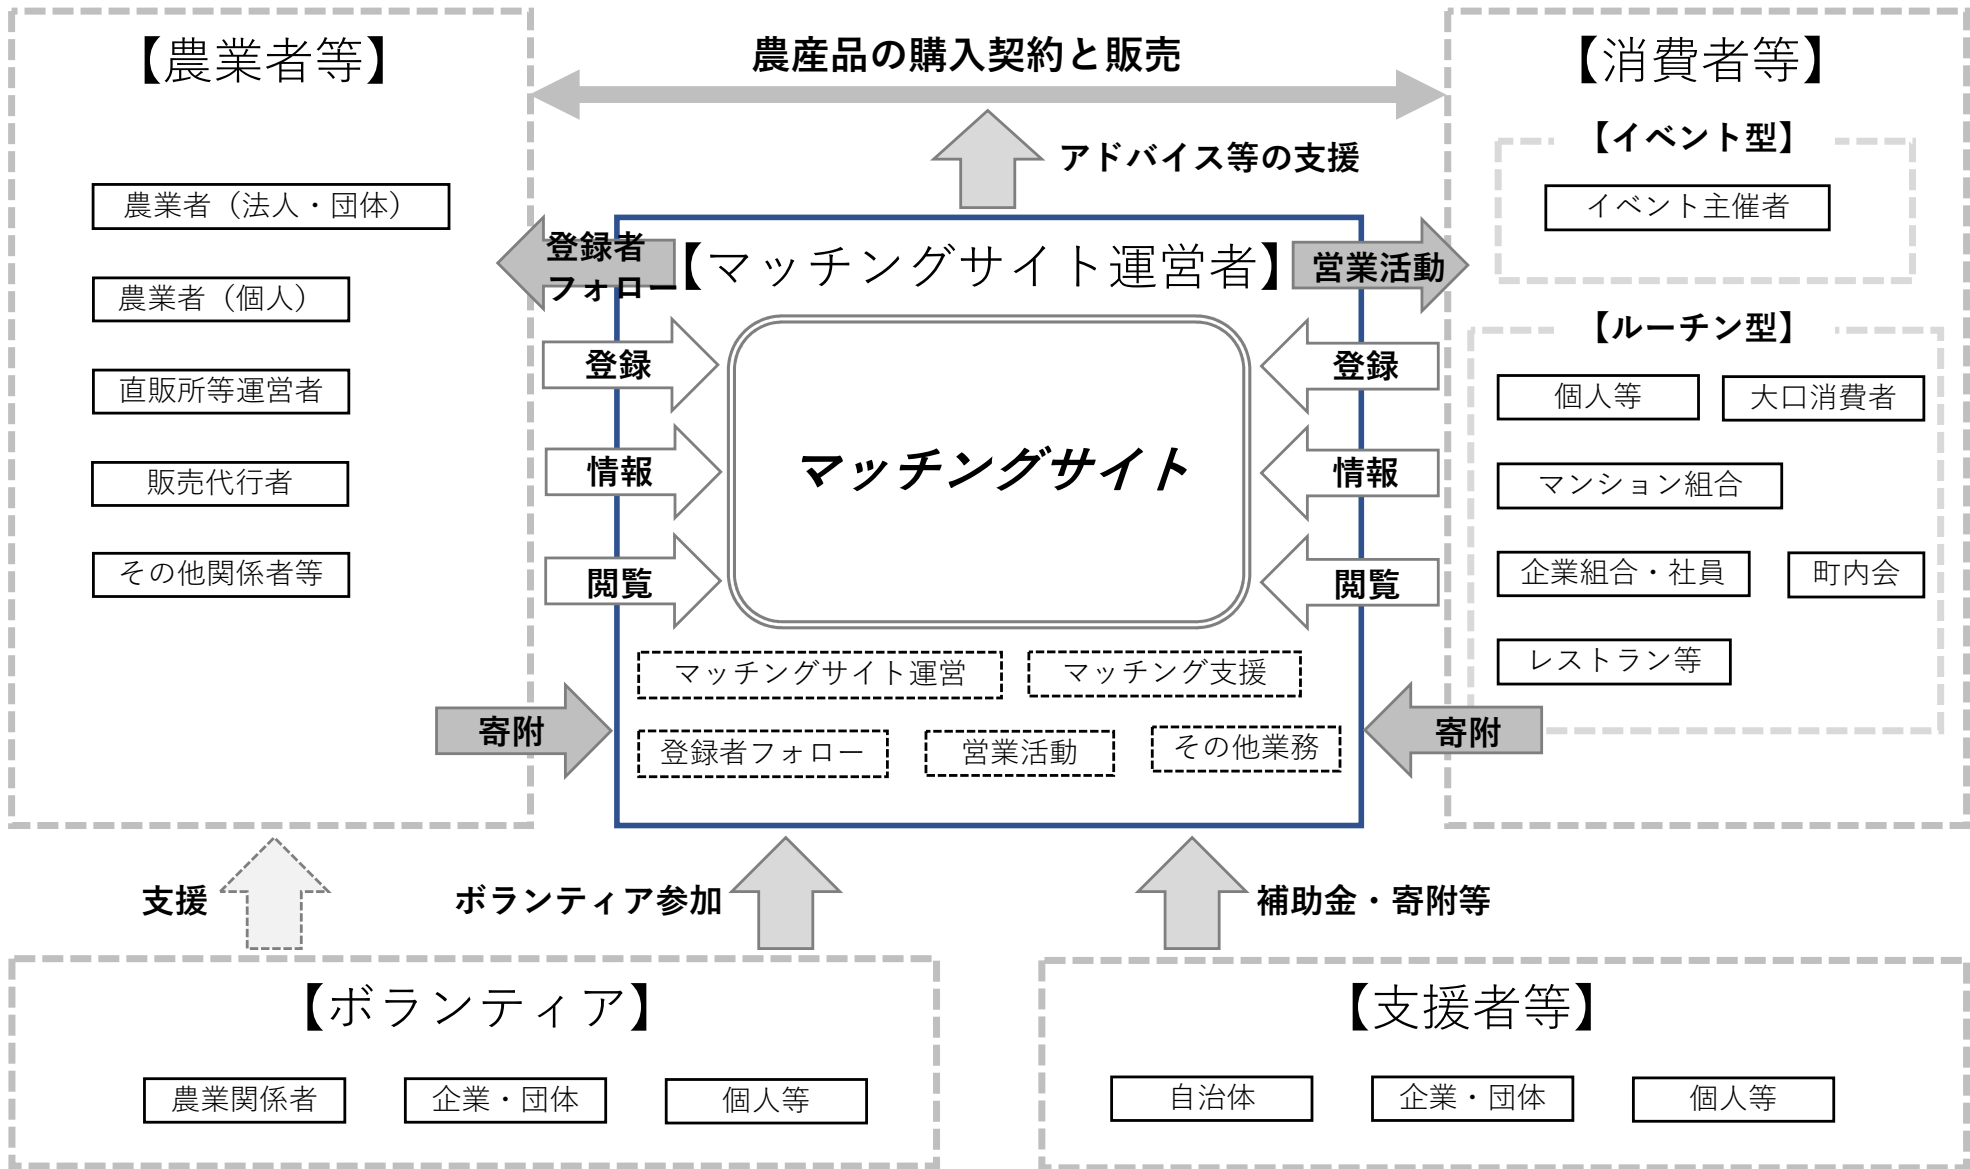 【農業者等】
農業者（法人・団体）
農業者（個人）
直販所等運営者
販売代行者
その他関係者等
農産品の購入契約と販売
アドバイス等の支援
【消費者等】
【イベント型】
イベント主催者
【ルーチン型】
個人等
大口消費者
マンション組合
企業組合・社員
町内会
レストラン等
登録者
フォロー
【マッチングサイト運営者】
営業活動
登録
情報
閲覧
マッチングサイト
登録
情報
閲覧
マッチングサイト運営
マッチング支援
登録者フォロー
営業活動
その他業務
寄附
寄附
支援
ボランティア参加
補助金・寄附等
【ボランティア】
農業関係者
企業・団体
個人等
【支援者等】
自治体
企業・団体
個人等